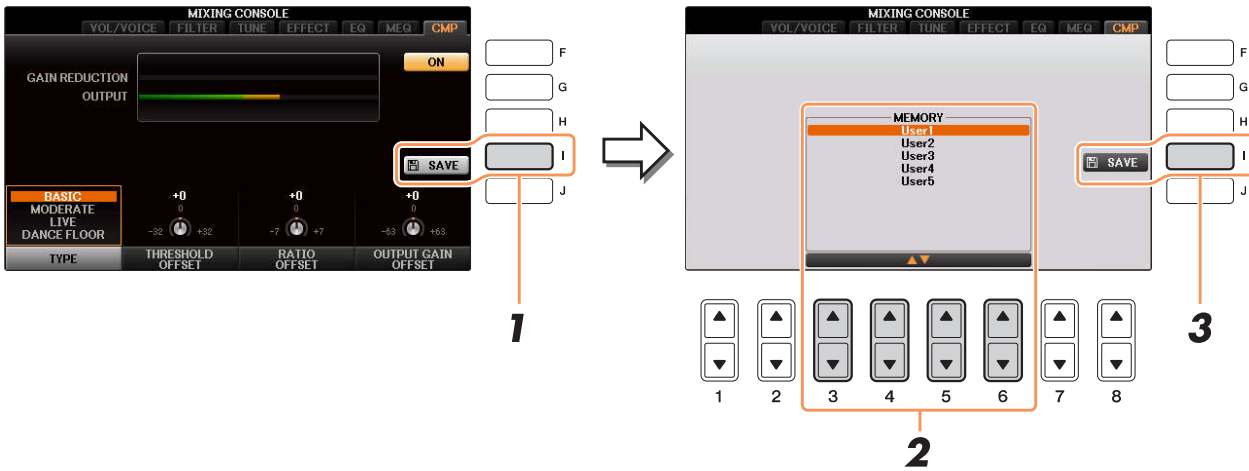 MIXING CONSOLE
VOL/VOICE FILTER TUNE EFFECT EQ MEQ CMP
ON
GAIN REDUCTION
OUTPUT
SAVE
BASIC
MODERATE
LIVE
DANCE FLOOR
TYPE
+0
0
-32 +32
THRESHOLD
OFFSET
+0
0
-7 +7
RATIO
OFFSET
+0
0
-63 +63
OUTPUT GAIN
OFFSET
F
G
H
I
J
1
MIXING CONSOLE
VOL/VOICE FILTER TUNE EFFECT EQ MEQ CMP
MEMORY
User1
User2
User3
User4
User5
SAVE
F
G
H
I
J
1 2 3 4 5 6 7 8
2
3